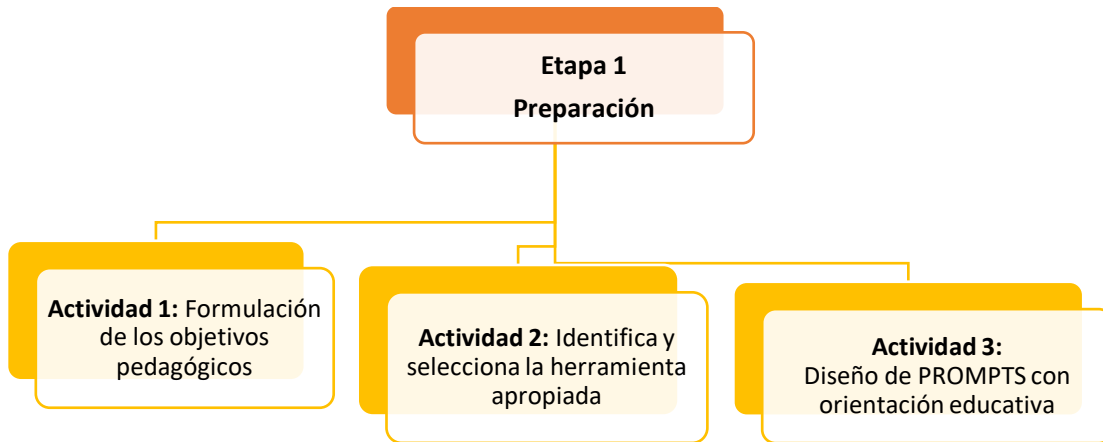 Etapa 1
Preparación
Actividad 1: Formulación
de los objetivos
pedagógicos
Actividad 2: Identifica y
selecciona la herramienta
apropiada
Actividad 3:
Diseño de PROMPTS con
orientación educativa